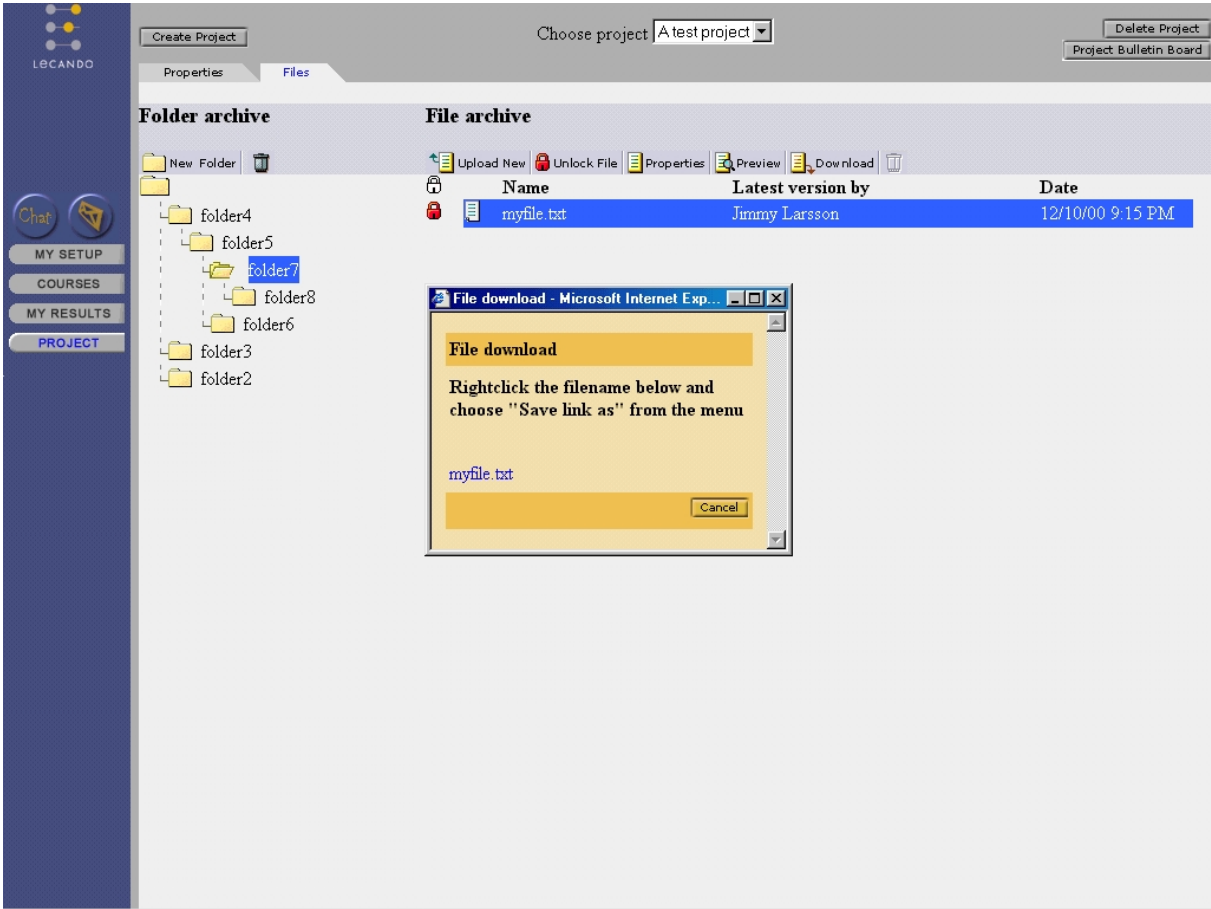 LECANDO
Create Project
Choose project A test project
Delete Project
Project Bulletin Board
Properties
Files
Folder archive
File archive
New Folder
Upload New Unlock File Properties Preview Download
Name Latest version by Date
myfile.txt Jimmy Larsson 12/10/00 9:15 PM
Chat
MY SETUP
COURSES
MY RESULTS
PROJECT
folder4
folder5
folder7
folder8
folder6
folder3
folder2
File download - Microsoft Internet Exp...
File download
Rightclick the filename below and
choose "Save link as" from the menu
myfile.txt
Cancel